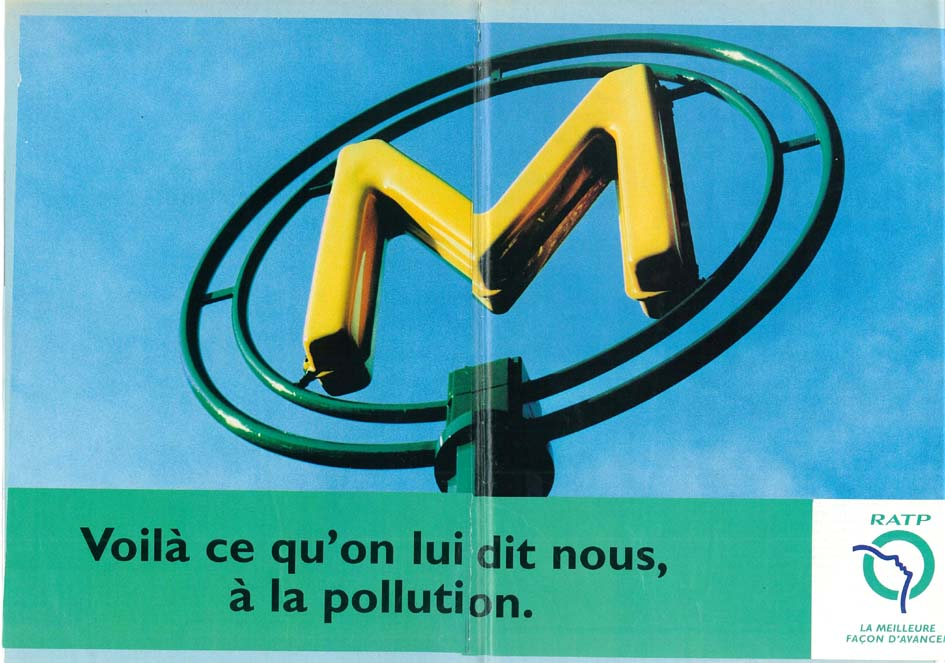 M
Voilà ce qu'on lui dit nous,
à la pollution.
RATP
LA MEILLEURE
FAÇON D'AVANCER